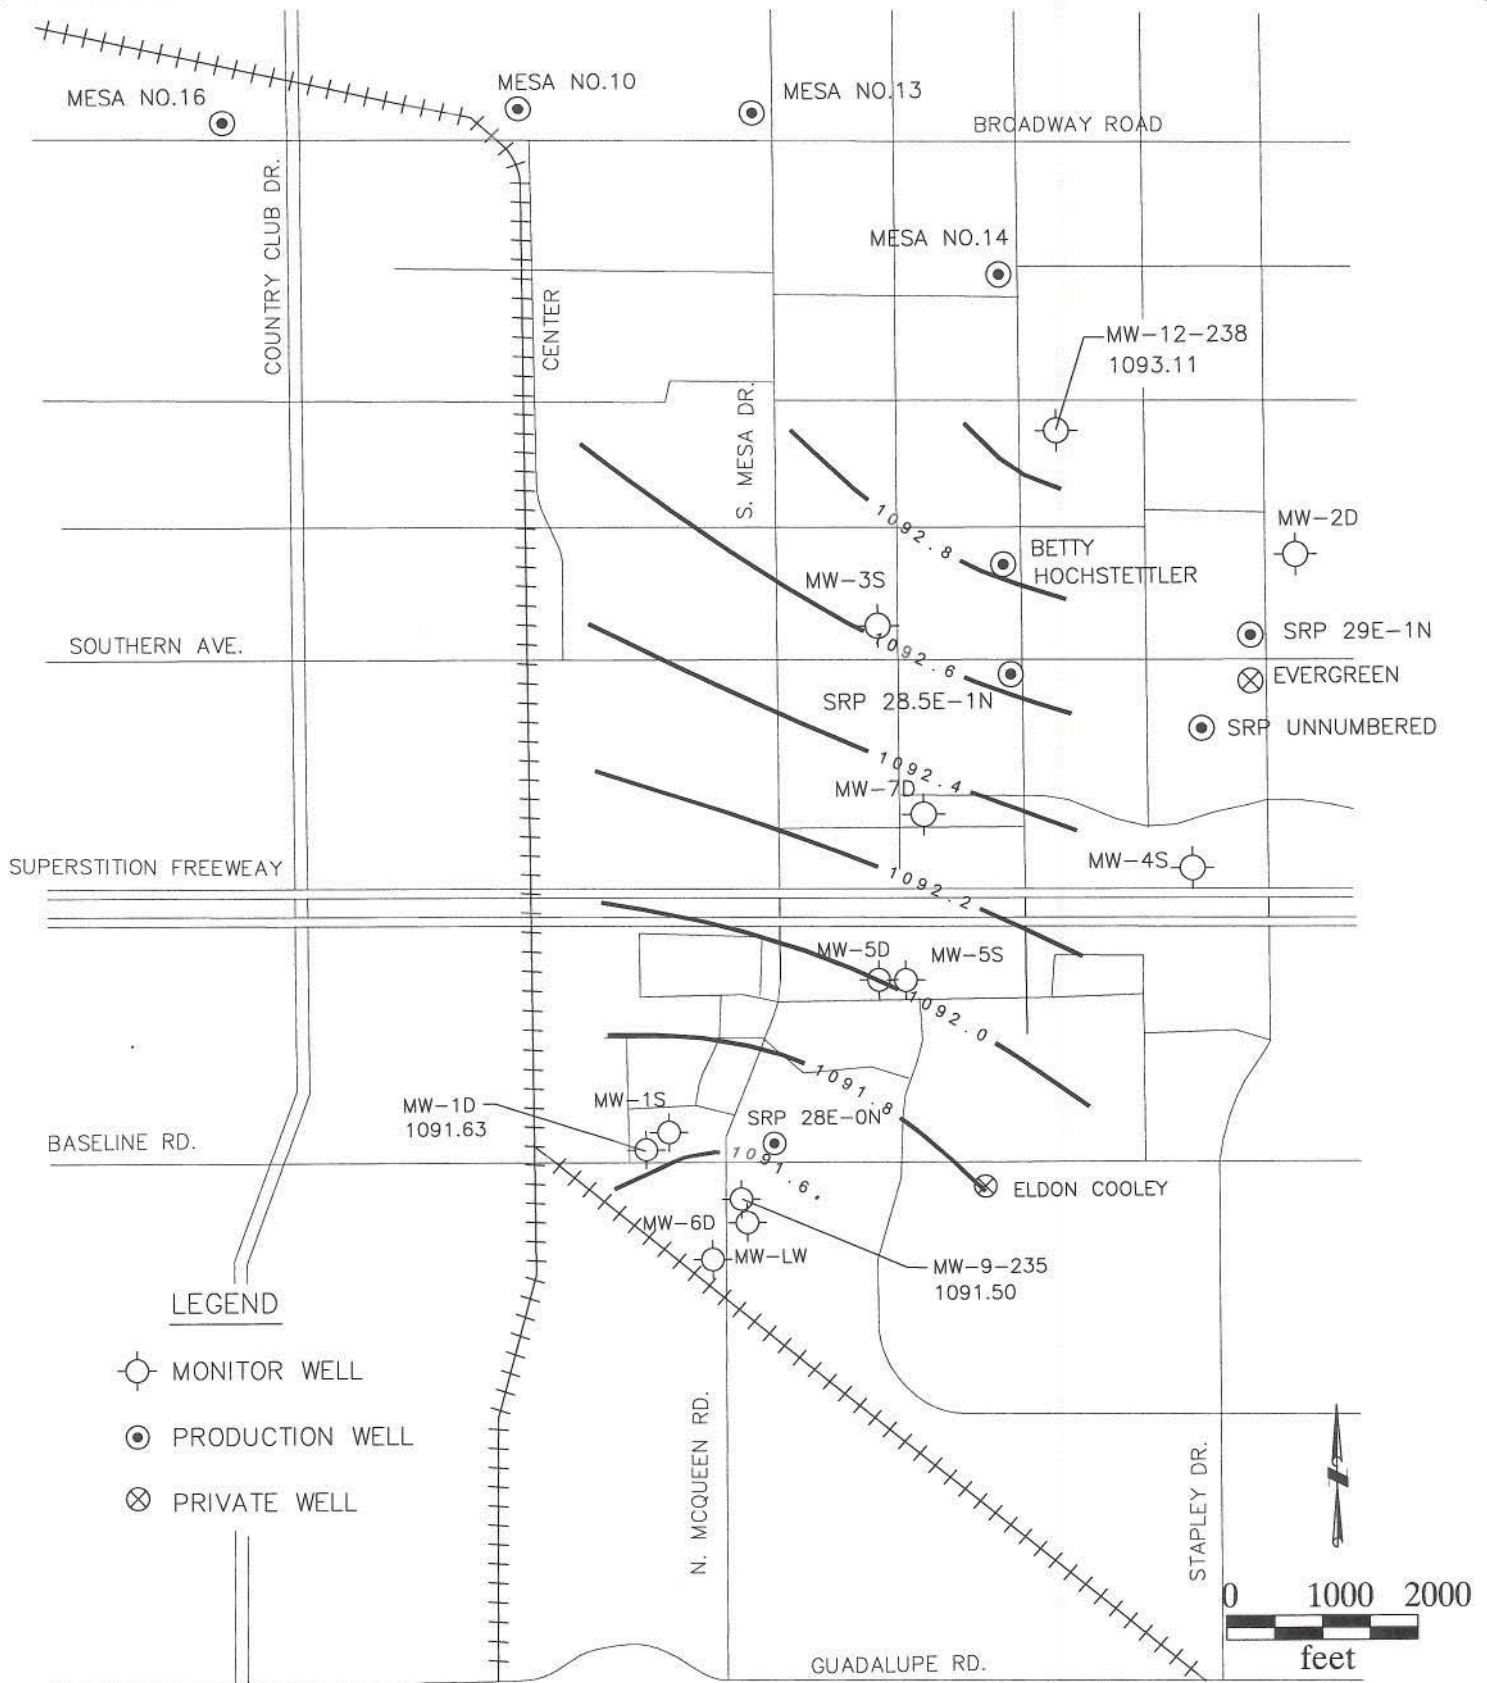 MESA NO.16
MESA NO.10
MESA NO.13
BROADWAY ROAD
COUNTRY CLUB DR.
MESA NO.14
CENTER
MW-12-238
1093.11
S. MESA DR.
1092.8
MW-2D
BETTY
HOCHSTETTLER
MW-3S
SRP 29E-1N
SOUTHERN AVE.
1092.6
EVERGREEN
SRP 28.5E-1N
SRP UNNUMBERED
1092.4
MW-7D
MW-4S
SUPERSTITION FREEWEAY
1092.2
MW-5D
MW-5S
1092.0
1091.8
MW-1S
MW-1D
1091.63
SRP 28E-0N
BASELINE RD.
1091.6
ELDON COOLEY
MW-6D
MW-LW
MW-9-235
1091.50
LEGEND
MONITOR WELL
PRODUCTION WELL
PRIVATE WELL
N. MCQUEEN RD.
STAPLEY DR.
0 1000 2000
feet
GUADALUPE RD.